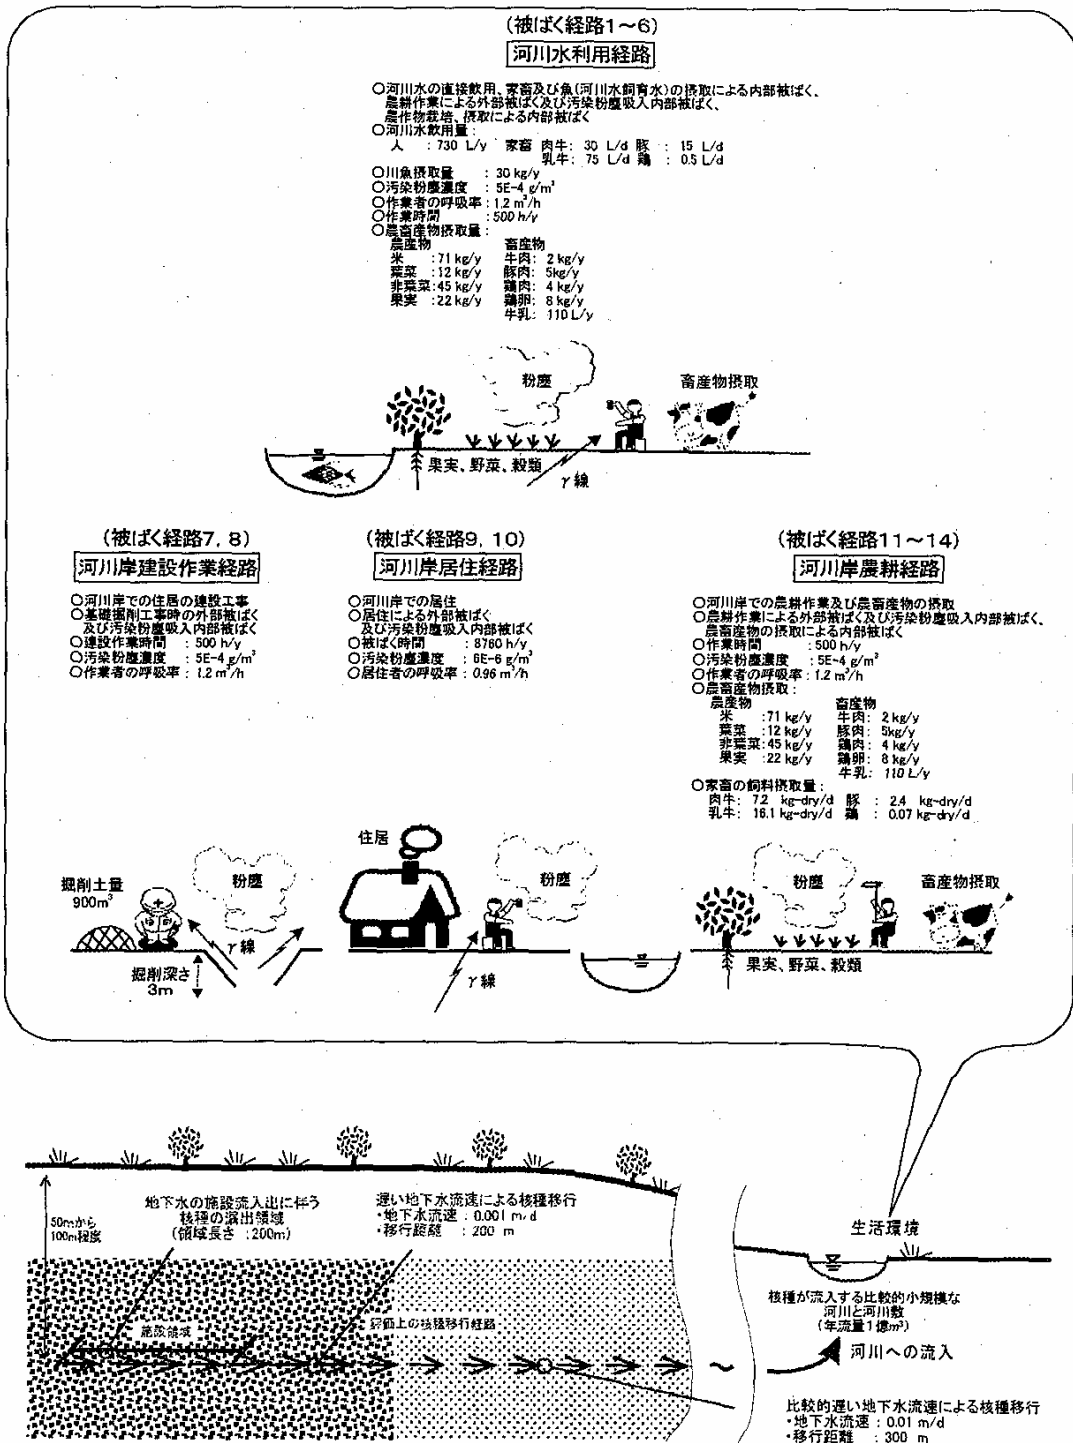 (被ばく経路1～6)
河川水利用経路
○河川水の直接飲用、家畜及び魚(河川水飼育水)の摂取による内部被ばく、
農耕作業による外部被ばく及び汚染粉塵吸入内部被ばく、
農作物栽培、摂取による内部被ばく
○河川水飲用量：
人 ：730 L/y 家畜 肉牛： 30 L/d 豚 ： 15 L/d
乳牛： 75 L/d 鶏 ： 0.5 L/d
○川魚摂取量 ：30 kg/y
○汚染粉塵濃度 ：5E-4 g/m³
○作業者の呼吸率：1.2 m³/h
○作業時間 ：500 h/y
○農畜産物摂取量：
農産物 畜産物
米 ：71 kg/y 牛肉： 2 kg/y
葉菜 ：12 kg/y 豚肉： 5kg/y
非葉菜：45 kg/y 鶏肉： 4 kg/y
果実 ：22 kg/y 鶏卵： 8 kg/y
牛乳： 110 L/y
粉塵
畜産物摂取
果実、野菜、穀類
γ線
(被ばく経路7, 8)
河川岸建設作業経路
○河川岸での住居の建設工事
○基礎掘削工事時の外部被ばく
及び汚染粉塵吸入内部被ばく
○建設作業時間 ：500 h/y
○汚染粉塵濃度 ：5E-4 g/m³
○作業者の呼吸率：1.2 m³/h
(被ばく経路9, 10)
河川岸居住経路
○河川岸での居住
○居住による外部被ばく
及び汚染粉塵吸入内部被ばく
○被ばく時間 ：8760 h/y
○汚染粉塵濃度 ：6E-6 g/m³
○居住者の呼吸率：0.96 m³/h
(被ばく経路11～14)
河川岸農耕経路
○河川岸での農耕作業及び農畜産物の摂取
○農耕作業による外部被ばく及び汚染粉塵吸入内部被ばく、
農畜産物の摂取による内部被ばく
○作業時間 ：500 h/y
○汚染粉塵濃度 ：5E-4 g/m³
○作業者の呼吸率：1.2 m³/h
○農畜産物摂取：
農産物 畜産物
米 ：71 kg/y 牛肉： 2 kg/y
葉菜 ：12 kg/y 豚肉： 5kg/y
非葉菜：45 kg/y 鶏肉： 4 kg/y
果実 ：22 kg/y 鶏卵： 8 kg/y
牛乳： 110 L/y
○家畜の飼料摂取量：
肉牛： 7.2 kg-dry/d 豚 ： 2.4 kg-dry/d
乳牛： 16.1 kg-dry/d 鶏 ： 0.07 kg-dry/d
掘削土量
900m³
粉塵
γ線
掘削深さ
3m
住居
粉塵
γ線
粉塵
畜産物摂取
果実、野菜、穀類
50mから
100m程度
地下水の施設流入出に伴う
核種の漏出領域
(領域長さ ：200m)
遅い地下水流速による核種移行
・地下水流速：0.001 m/d
・移行距離 ：200 m
施設領域
評価上の核種移行経路
生活環境
核種が流入する比較的小規模な
河川と河川敷
(年流量1億m³)
河川への流入
比較的遅い地下水流速による核種移行
・地下水流速：0.01 m/d
・移行距離 ：300 m